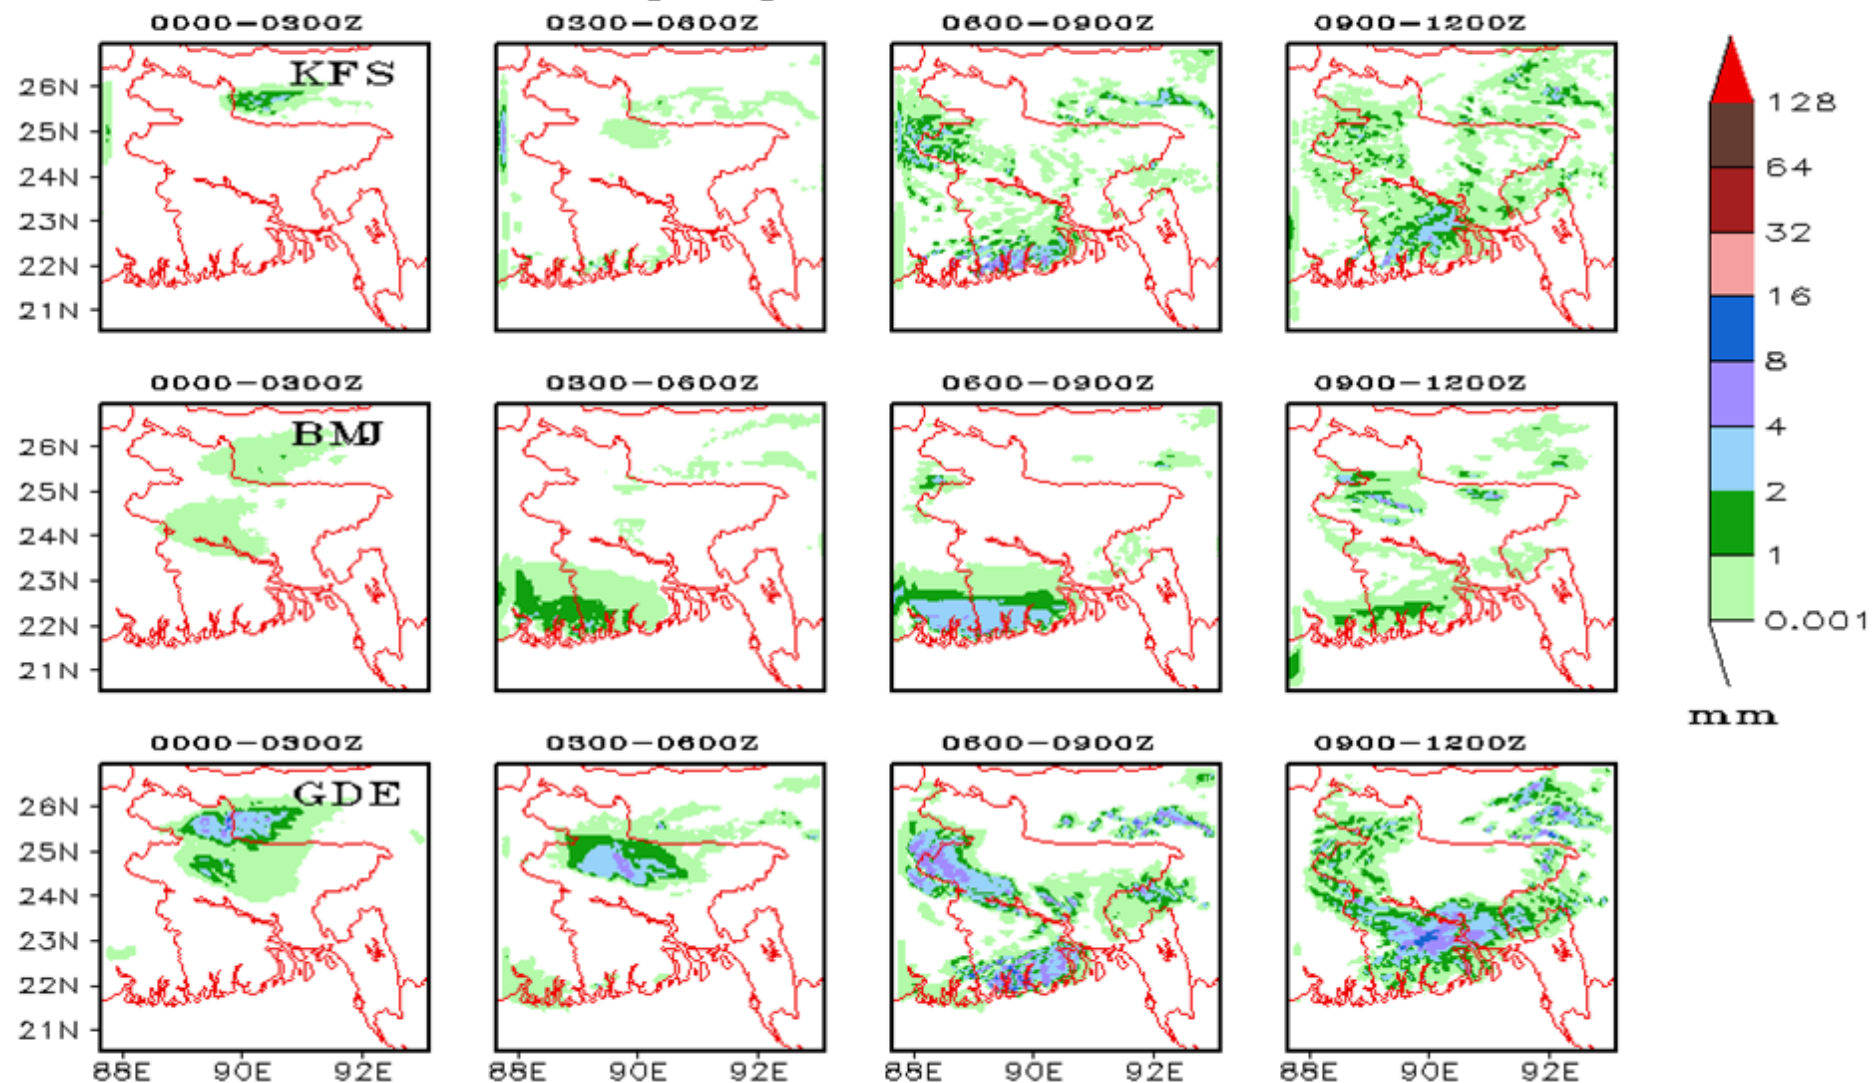 0000-0300Z 0300-0600Z 0600-0900Z 0900-1200Z
KFS
26N
25N
24N
23N
22N
21N
0000-0300Z 0300-0600Z 0600-0900Z 0900-1200Z
BMJ
26N
25N
24N
23N
22N
21N
0000-0300Z 0300-0600Z 0600-0900Z 0900-1200Z
GDE
26N
25N
24N
23N
22N
21N
88E 90E 92E 88E 90E 92E 88E 90E 92E 88E 90E 92E
128
64
32
16
8
4
2
1
0.001
mm